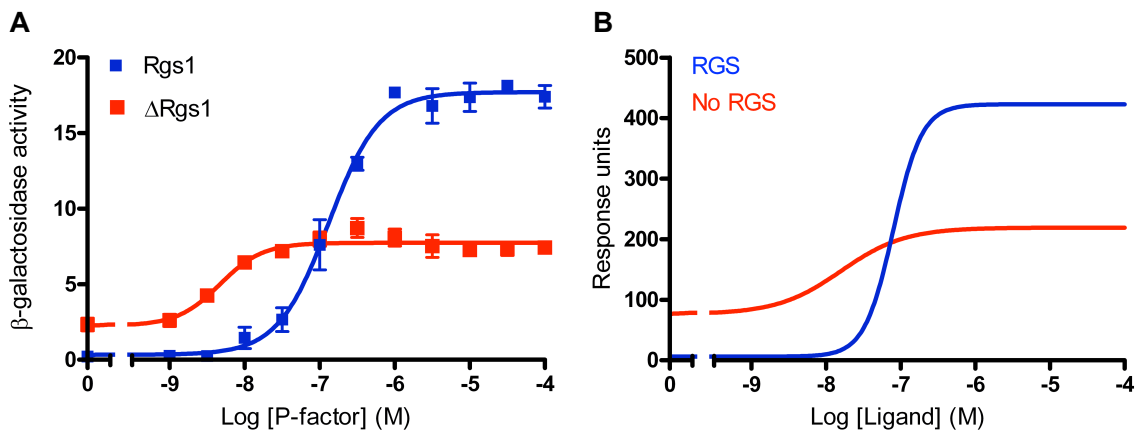 A
β-galactosidase activity
20
15
10
5
0
Rgs1
ΔRgs1
0 -9 -8 -7 -6 -5 -4
Log [P-factor] (M)
B
Response units
500
400
300
200
100
0
RGS
No RGS
0 -9 -8 -7 -6 -5 -4
Log [Ligand] (M)